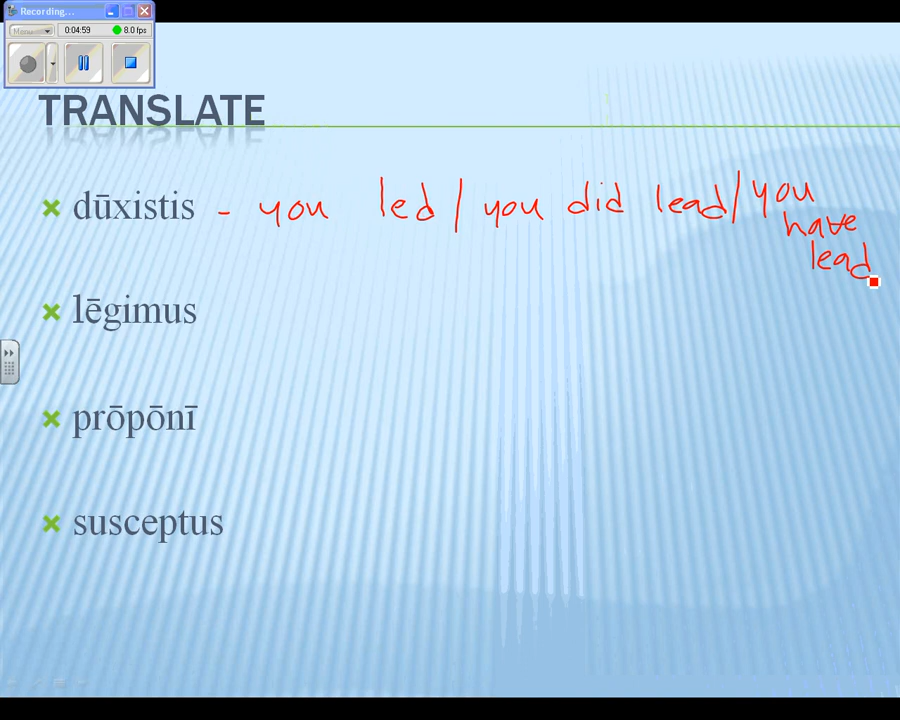 Recording...
0:04:59 8.0 fps
TRANSLATE
dūxistis - you led / you did lead / you
have
lead
lēgimus
prōpōnī
susceptus